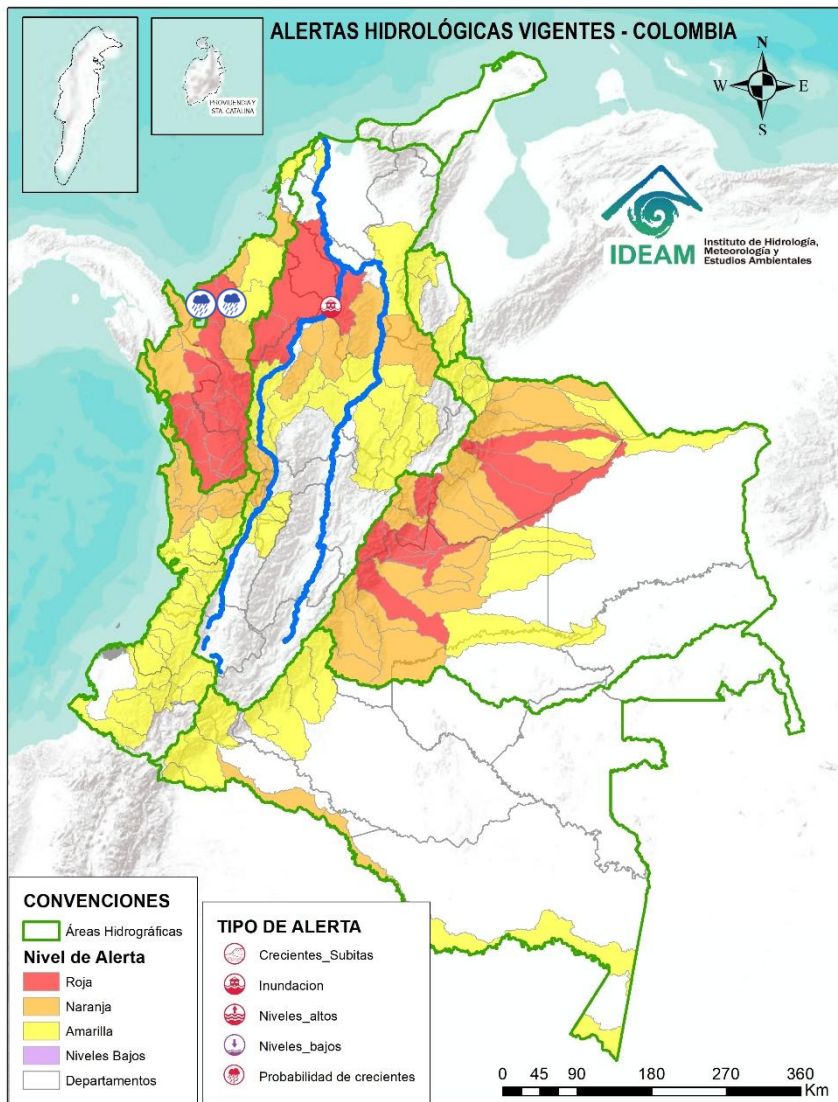 ALERTAS HIDROLÓGICAS VIGENTES - COLOMBIA
PROVIDENCIA Y
STA. CATALINA
N
W
E
S
IDEAM
Instituto de Hidrología,
Meteorología y
Estudios Ambientales
CONVENCIONES
Áreas Hidrográficas
Nivel de Alerta
Roja
Naranja
Amarilla
Niveles Bajos
Departamentos
TIPO DE ALERTA
Crecientes_Subitas
Inundacion
Niveles_altos
Niveles_bajos
Probabilidad de crecientes
0 45 90 180 270 360
Km